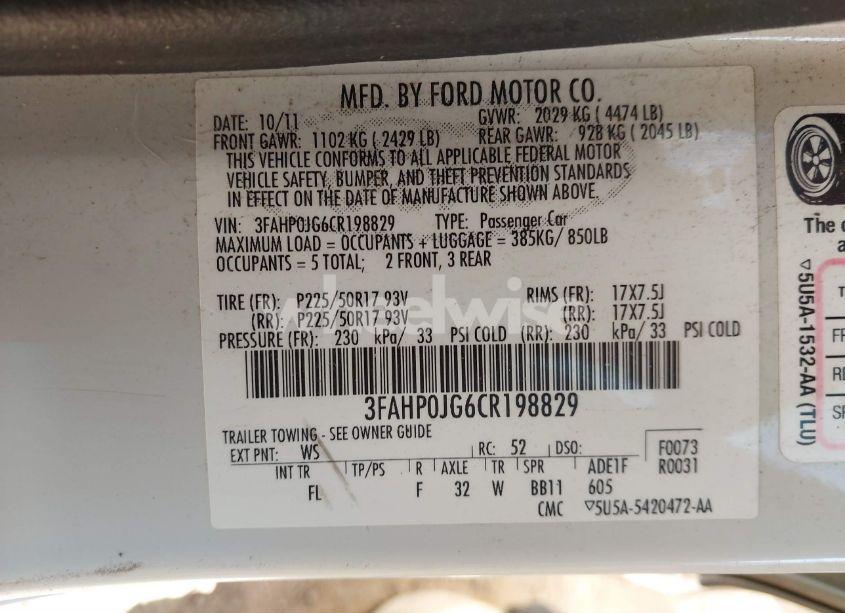 MFD. BY FORD MOTOR CO.
DATE: 10/11 GVWR: 2029 KG ( 4474 LB)
FRONT GAWR: 1102 KG ( 2429 LB) REAR GAWR: 928 KG ( 2045 LB)
THIS VEHICLE CONFORMS TO ALL APPLICABLE FEDERAL MOTOR
VEHICLE SAFETY, BUMPER, AND THEFT PREVENTION STANDARDS
IN EFFECT ON THE DATE OF MANUFACTURE SHOWN ABOVE.
VIN: 3FAHP0JG6CR198829 TYPE: Passenger Car
MAXIMUM LOAD = OCCUPANTS + LUGGAGE = 385KG/ 850LB
OCCUPANTS = 5 TOTAL; 2 FRONT, 3 REAR
TIRE (FR): P225/50R17 93V RIMS (FR): 17X7.5J
(RR): P225/50R17 93V (RR): 17X7.5J
PRESSURE (FR): 230 kPa/ 33 PSI COLD (RR): 230 kPa/ 33 PSI COLD
wheelwise
3FAHP0JG6CR198829
TRAILER TOWING - SEE OWNER GUIDE
EXT PNT: WS RC: 52 DSO: F0073
INT TR TP/PS R AXLE TR SPR ADE1F R0031
FL F 32 W BB11 605
CMC ▽5U5A-5420472-AA
The
▽5U5A-1532-AA (TLU)